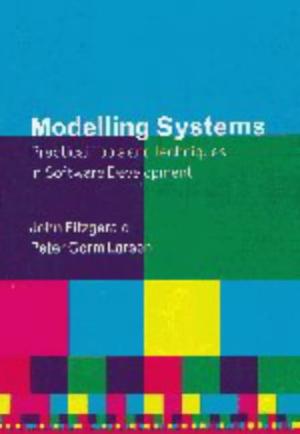 Modelling Systems
Practical Tools and Techniques
in Software Development
John Fitzgerald
Peter Gorm Larsen